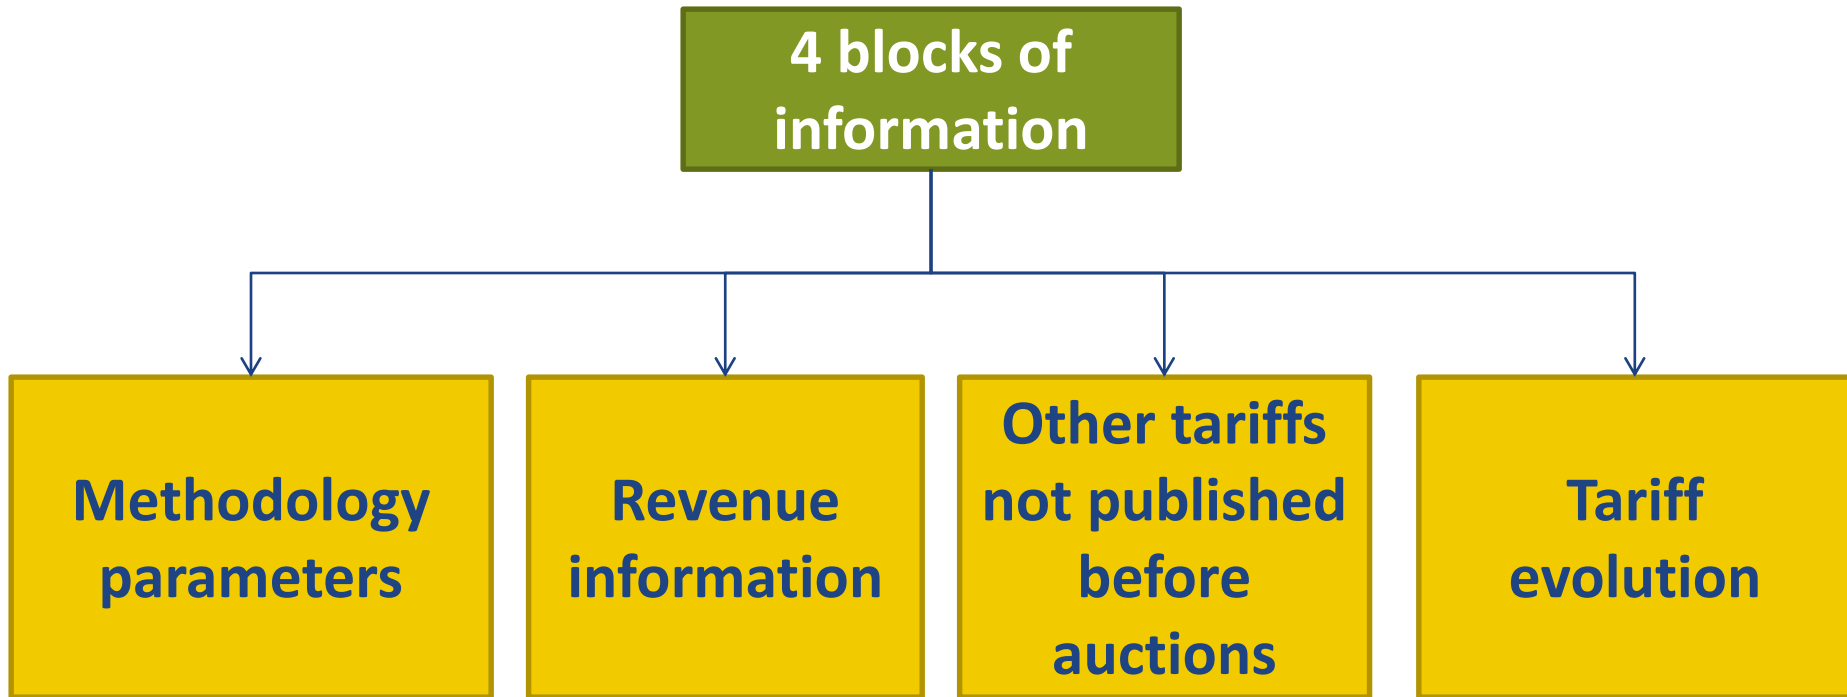 4 blocks of
information
Methodology
parameters
Revenue
information
Other tariffs
not published
before
auctions
Tariff
evolution